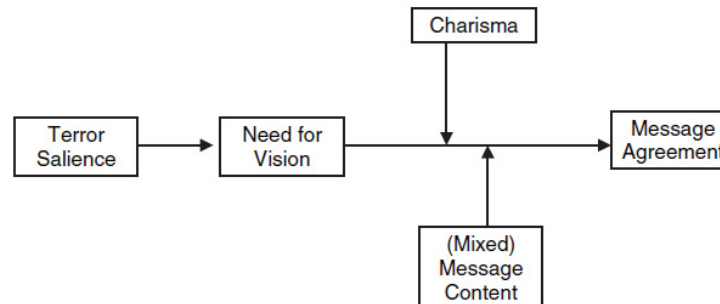 Charisma
Terror
Salience
Need for
Vision
Message
Agreement
(Mixed)
Message
Content